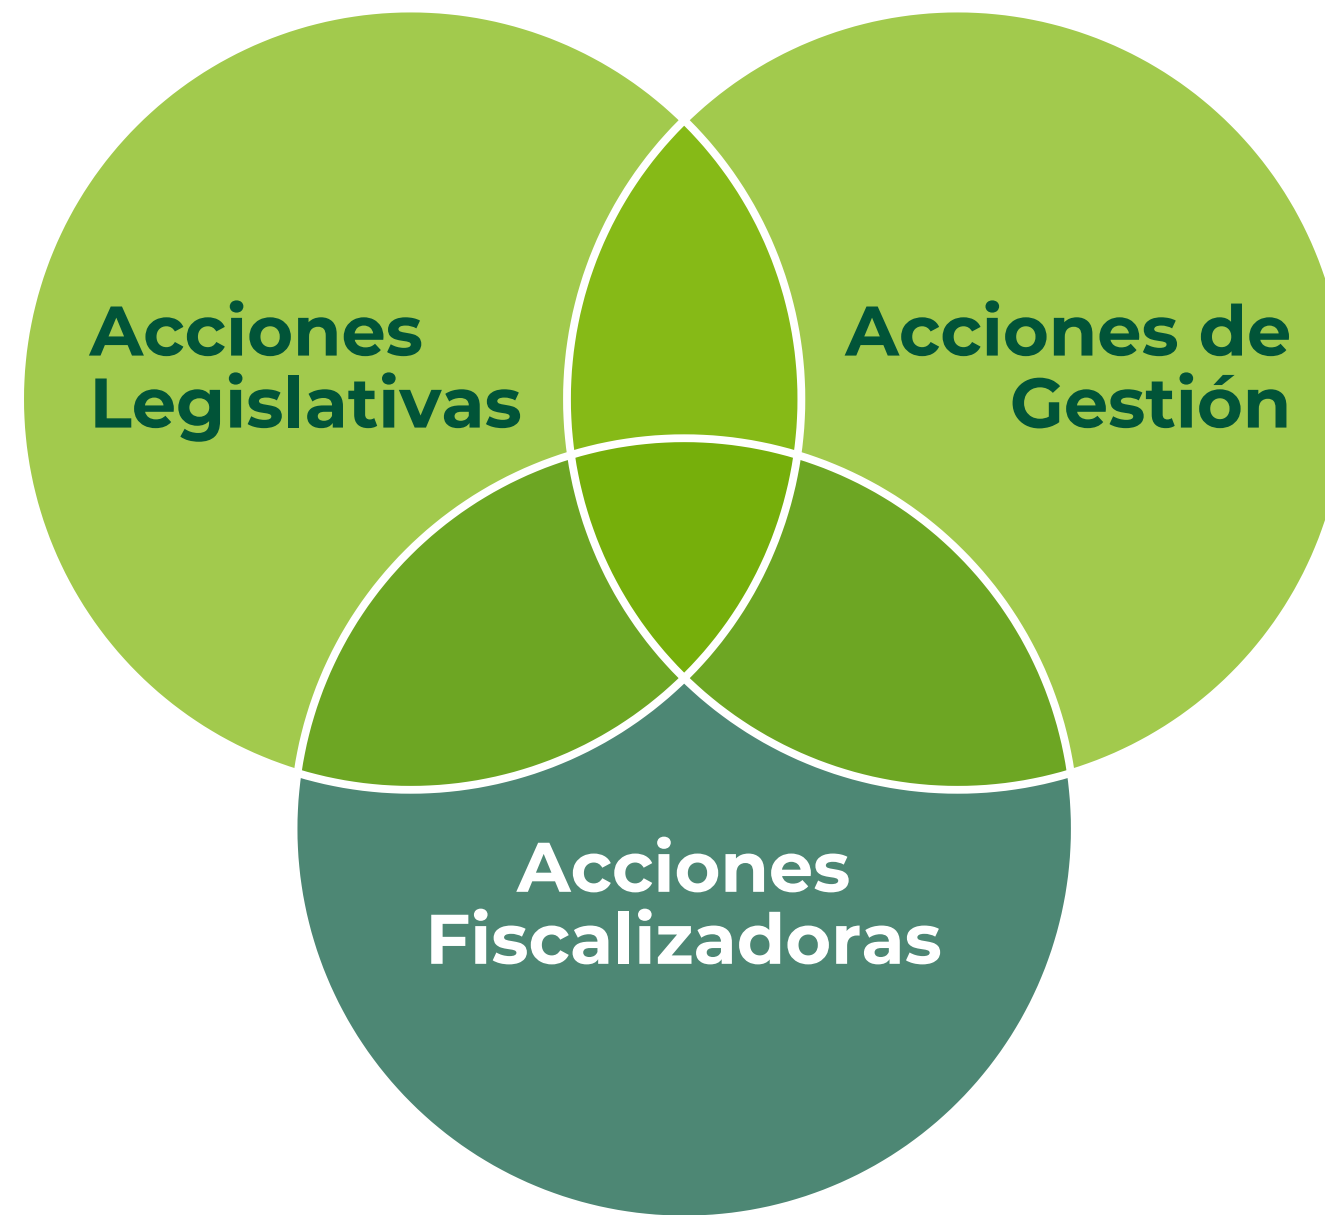 Acciones
Legislativas
Acciones de
Gestión
Acciones
Fiscalizadoras